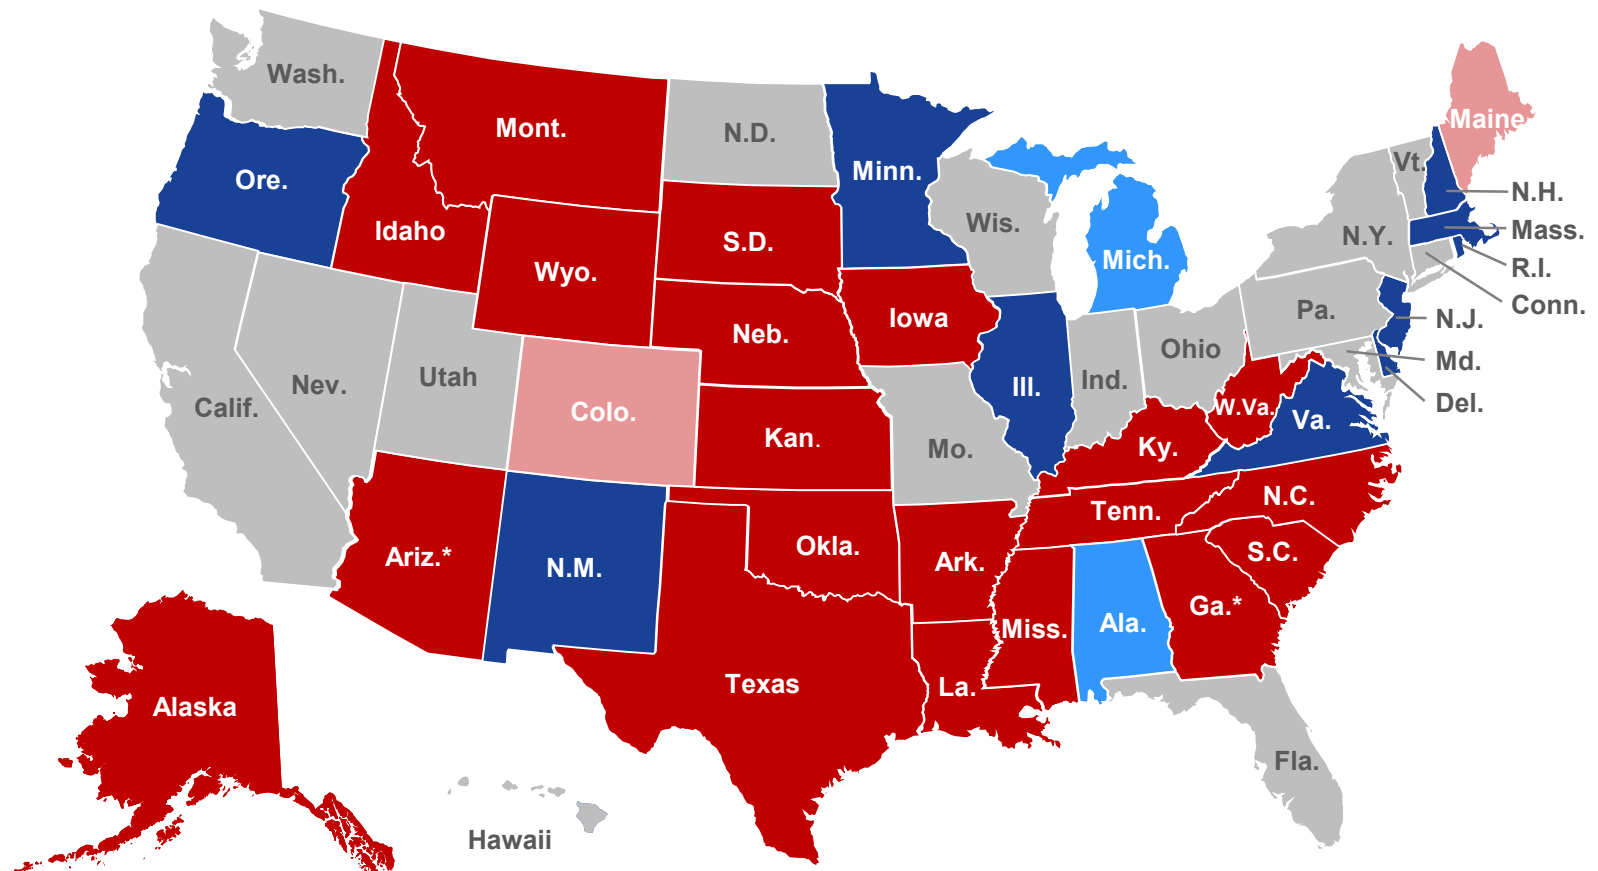 Wash.
Mont.
N.D.
Minn.
Maine
Ore.
Idaho
S.D.
Wis.
Vt.
N.H.
N.Y.
Mass.
Wyo.
Mich.
R.I.
Conn.
Neb.
Iowa
Pa.
N.J.
Nev.
Utah
Ohio
Md.
Calif.
Colo.
Ill.
Ind.
W.Va.
Va.
Del.
Kan.
Mo.
Ky.
Ariz.*
N.M.
Okla.
Ark.
Tenn.
N.C.
S.C.
Texas
La.
Miss.
Ala.
Ga.*
Alaska
Hawaii
Fla.